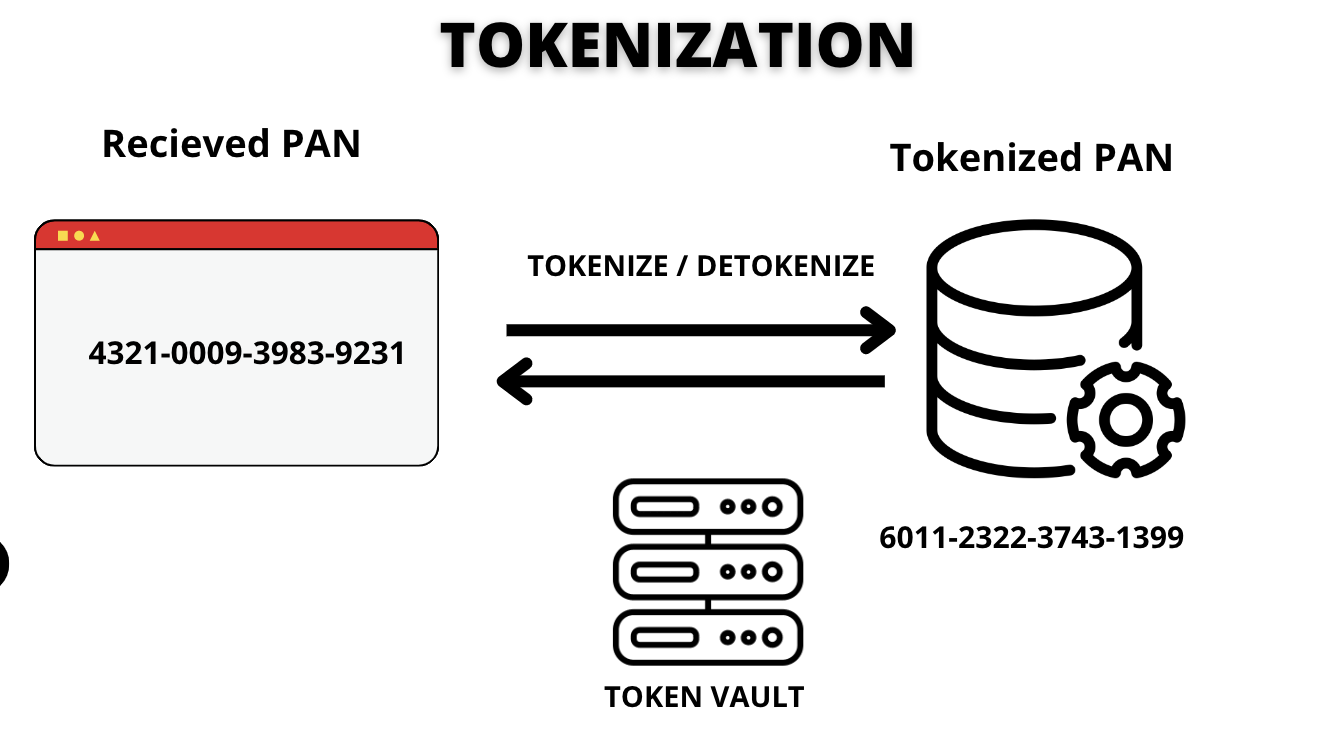 TOKENIZATION
Recieved PAN
Tokenized PAN
TOKENIZE / DETOKENIZE
4321-0009-3983-9231
6011-2322-3743-1399
TOKEN VAULT